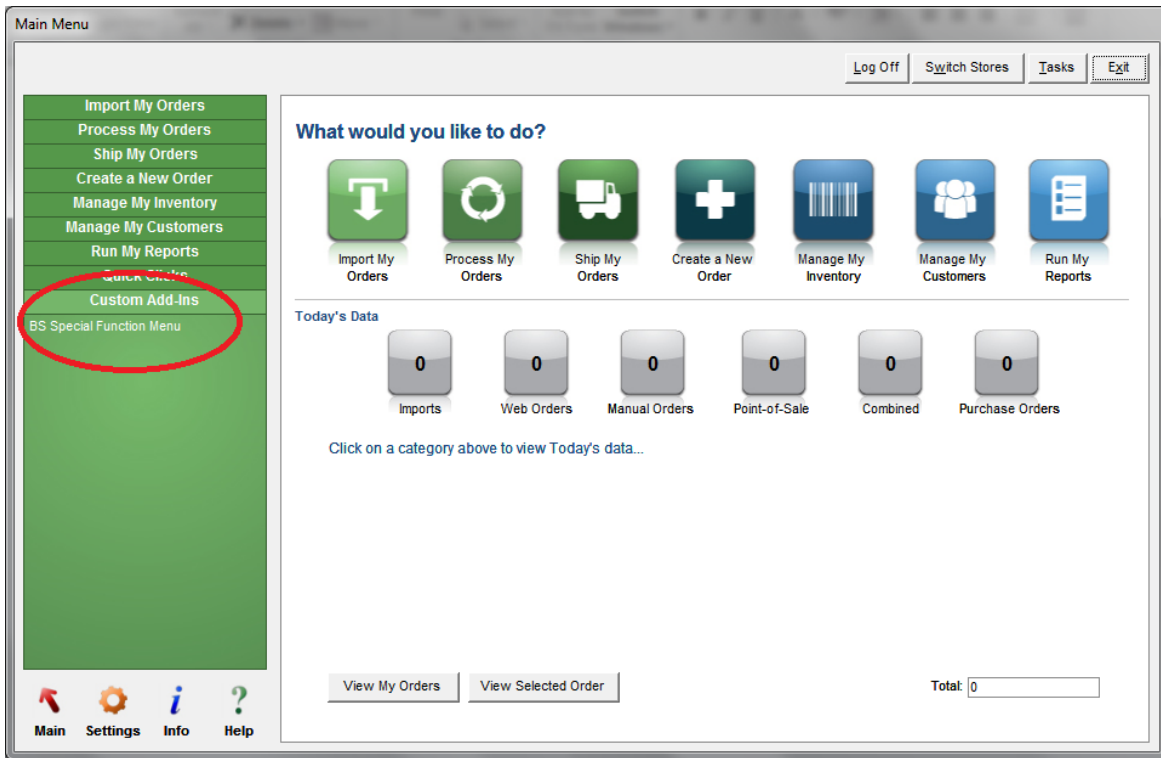 Main Menu
Log Off
Switch Stores
Tasks
Exit
Import My Orders
Process My Orders
Ship My Orders
Create a New Order
Manage My Inventory
Manage My Customers
Run My Reports
Quick Clicks
Custom Add-Ins
BS Special Function Menu
What would you like to do?
Import My
Orders
Process My
Orders
Ship My
Orders
Create a New
Order
Manage My
Inventory
Manage My
Customers
Run My
Reports
Today's Data
0
0
0
0
0
0
Imports
Web Orders
Manual Orders
Point-of-Sale
Combined
Purchase Orders
Click on a category above to view Today's data...
View My Orders
View Selected Order
Total: 0
Main
Settings
Info
Help